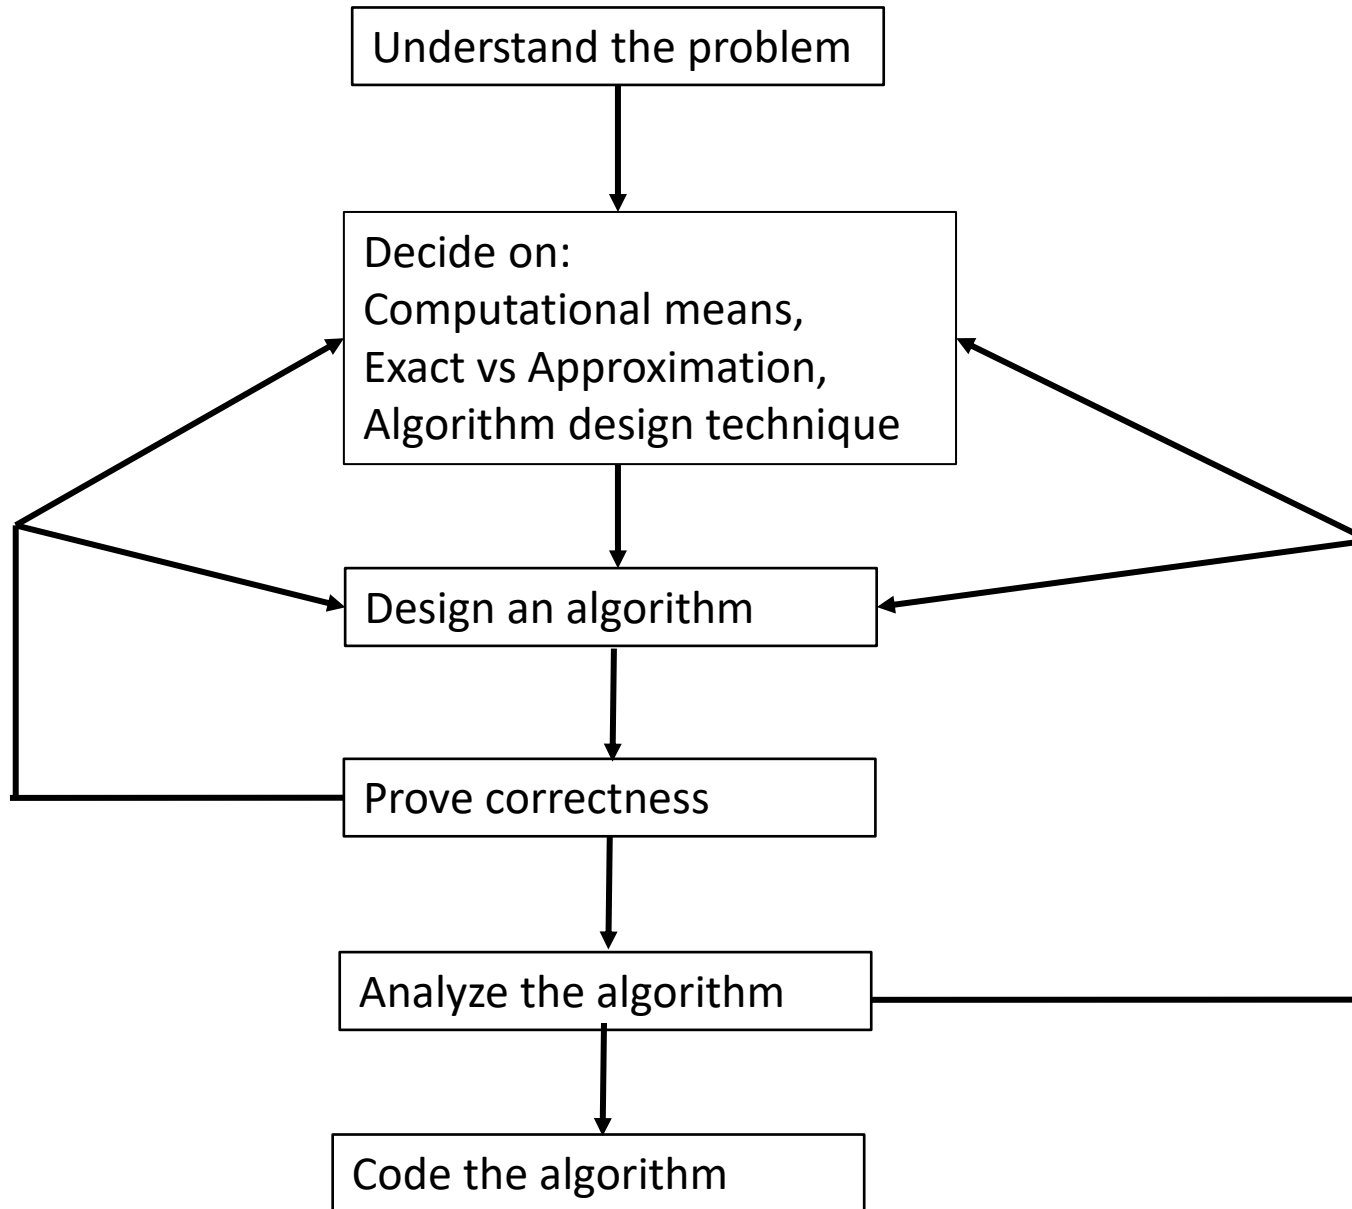 Understand the problem
Decide on:
Computational means,
Exact vs Approximation,
Algorithm design technique
Design an algorithm
Prove correctness
Analyze the algorithm
Code the algorithm